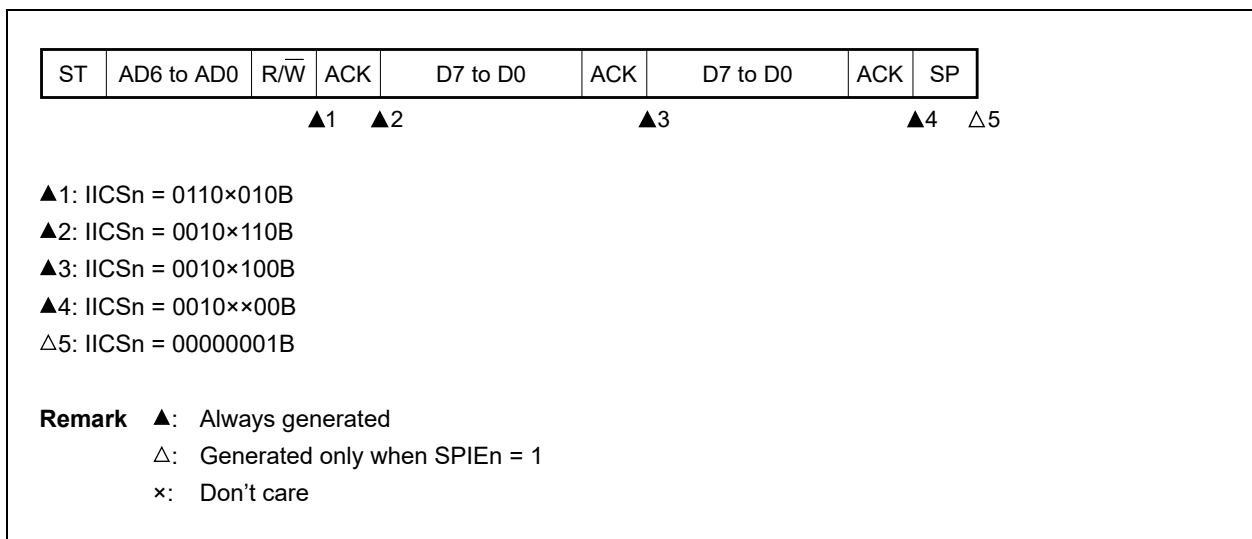 ST AD6 to AD0 R/W̅ ACK D7 to D0 ACK D7 to D0 ACK SP
▲1 ▲2 ▲3 ▲4 △5
▲1: IICSn = 0110×010B
▲2: IICSn = 0010×110B
▲3: IICSn = 0010×100B
▲4: IICSn = 0010××00B
△5: IICSn = 00000001B
Remark ▲: Always generated
△: Generated only when SPIEn = 1
×: Don’t care